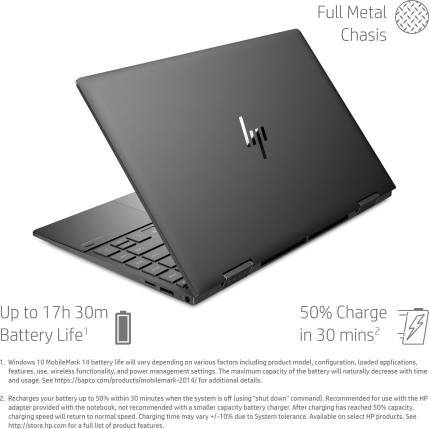 Full Metal
Chasis
hp
Up to 17h 30m
Battery Life1
50% Charge
in 30 mins2
1. Windows 10 MobileMark 14 battery life will vary depending on various factors including product model, configuration, loaded applications,
features, use, wireless functionality, and power management settings. The maximum capacity of the battery will naturally decrease with time
and usage. See https://bapco.com/products/mobilemark-2014/ for additional details.
2. Recharges your battery up to 50% within 30 minutes when the system is off (using "shut down" command). Recommended for use with the HP
adapter provided with the notebook, not recommended with a smaller capacity battery charger. After charging has reached 50% capacity,
charging speed will return to normal speed. Charging time may vary +/-10% due to System tolerance. Available on select HP products. See
http://store.hp.com for a full list of product features.